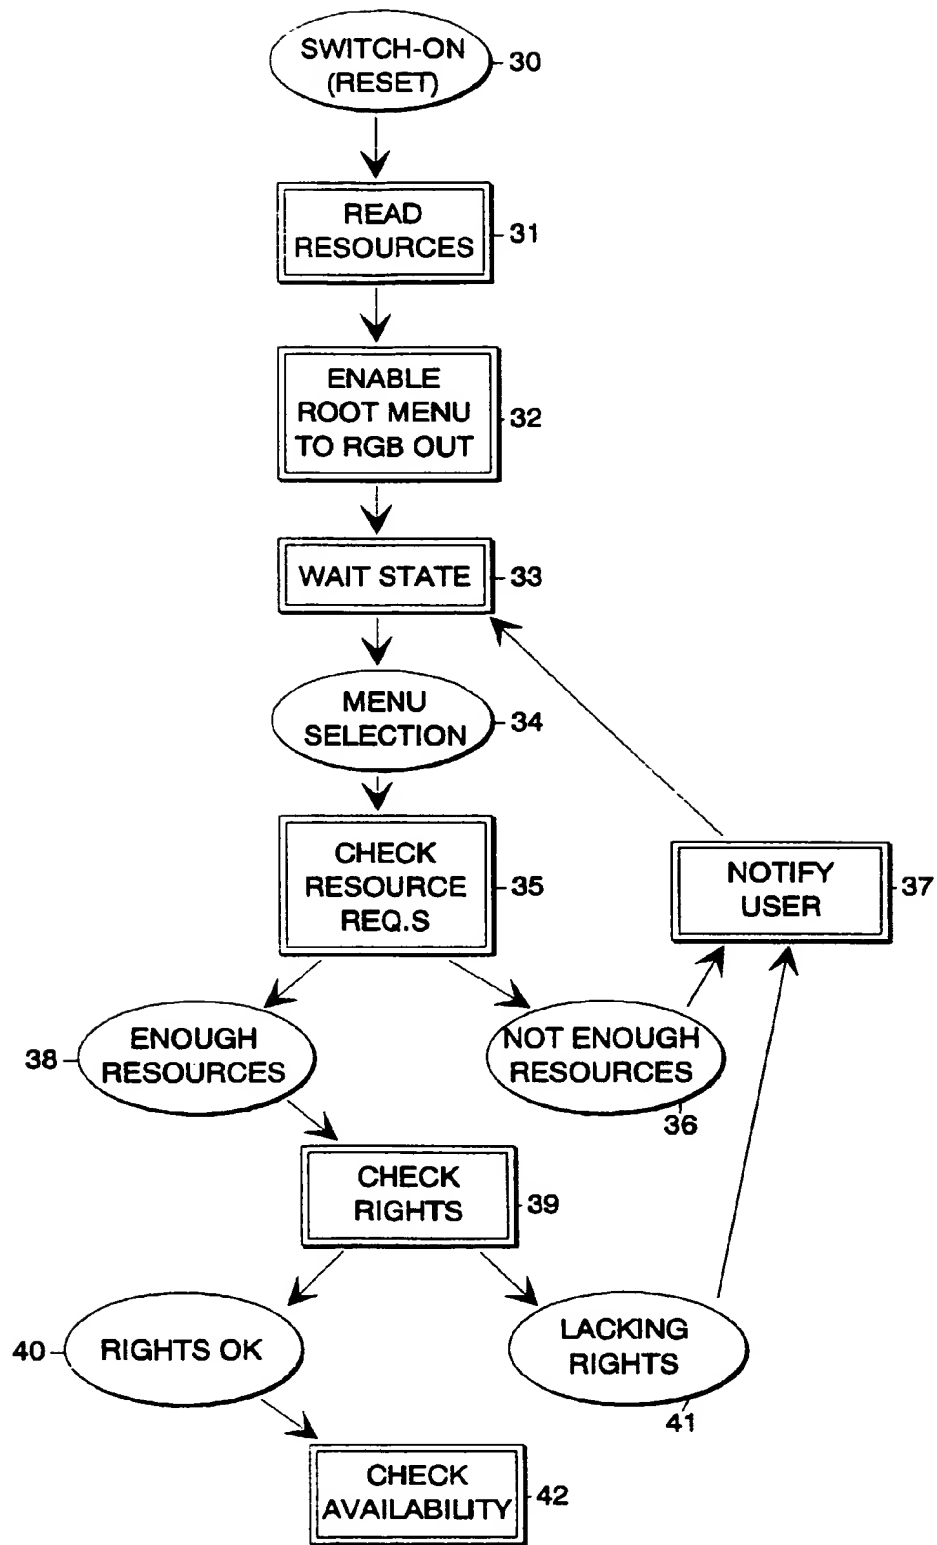 SWITCH-ON
(RESET)
30
READ
RESOURCES
31
ENABLE
ROOT MENU
TO RGB OUT
32
WAIT STATE
33
MENU
SELECTION
34
CHECK
RESOURCE
REQ.S
35
NOTIFY
USER
37
38
ENOUGH
RESOURCES
NOT ENOUGH
RESOURCES
36
CHECK
RIGHTS
39
40
RIGHTS OK
LACKING
RIGHTS
41
CHECK
AVAILABILITY
42